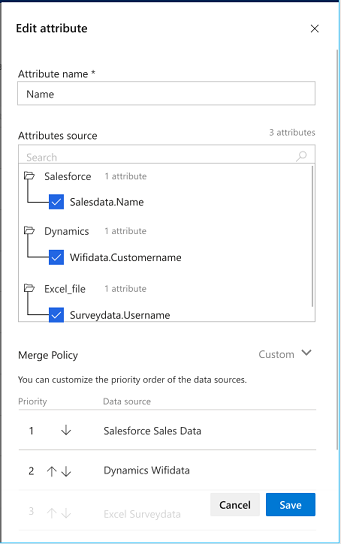 Edit attribute
Attribute name *
Name
Attributes source 3 attributes
Search
Salesforce 1 attribute
Salesdata.Name
Dynamics 1 attribute
Wifidata.Customername
Excel_file 1 attribute
Surveydata.Username
Merge Policy Custom
You can customize the priority order of the data sources.
Priority Data source
1 Salesforce Sales Data
2 Dynamics Wifidata
Cancel Save
3 Excel Surveydata